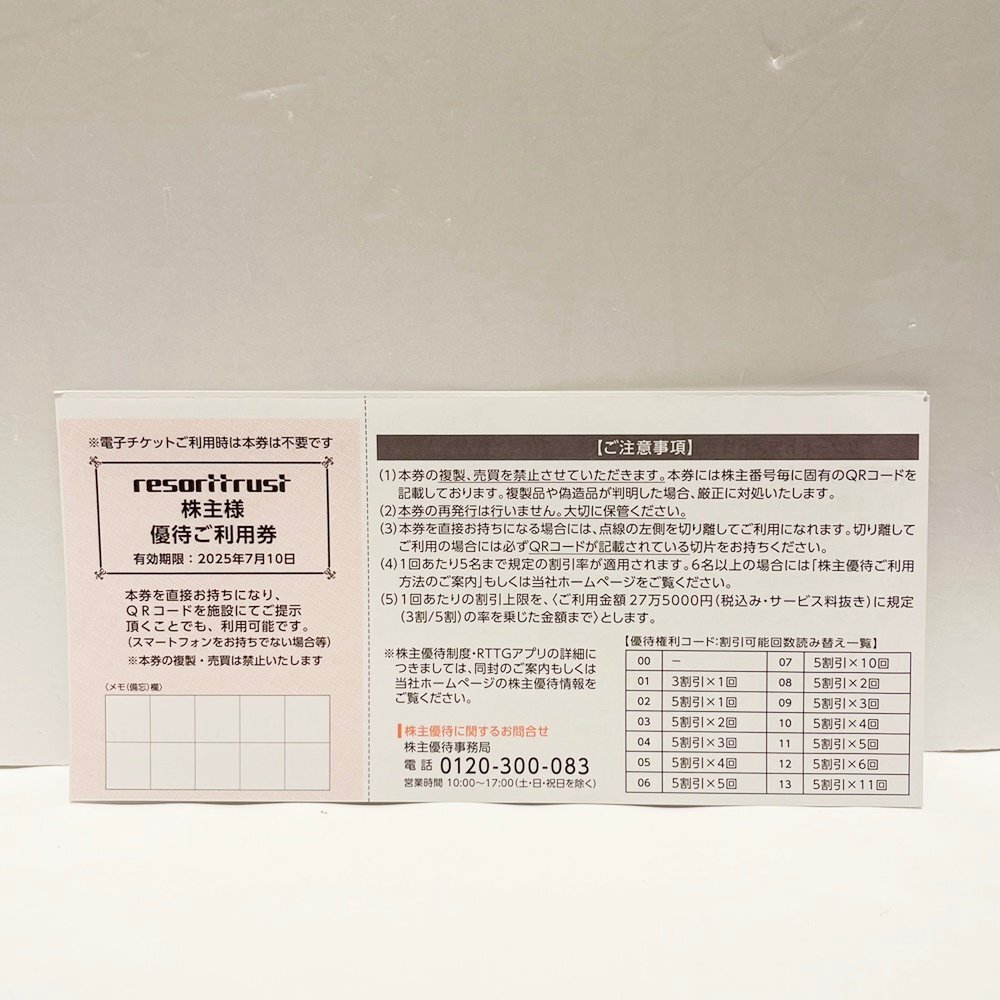 ※電子チケットご利用時は本券は不要です
resorttrust
株主様
優待ご利用券
有効期限：2025年7月10日
本券を直接お持ちになり、
QRコードを施設にてご提示
頂くことでも、利用可能です。
(スマートフォンをお持ちでない場合等)
※本券の複製・売買は禁止いたします
〈メモ(備忘)欄〉
【ご注意事項】
(1)本券の複製、売買を禁止させていただきます。本券には株主番号毎に固有のQRコードを
記載しております。複製品や偽造品が判明した場合、厳正に対処いたします。
(2)本券の再発行は行いません。大切に保管ください。
(3)本券を直接お持ちになる場合には、点線の左側を切り離してご利用になれます。切り離して
ご利用の場合には必ずQRコードが記載されている切片をお持ちください。
(4)1回あたり5名まで規定の割引率が適用されます。6名以上の場合には「株主優待ご利用
方法のご案内」もしくは当社ホームページをご覧ください。
(5)1回あたりの割引上限を、〈ご利用金額 27万5000円(税込み・サービス料抜き)に規定
(3割/5割)の率を乗じた金額まで〉とします。
※株主優待制度・RTTGアプリの詳細に
つきましては、同封のご案内もしくは
当社ホームページの株主優待情報を
ご覧ください。
株主優待に関するお問合せ
株主優待事務局
電話 0120-300-083
営業時間 10:00〜17:00(土・日・祝日を除く)
【優待権利コード：割引可能回数読み替え一覧】
00 － 07 5割引×10回
01 3割引×1回 08 5割引×2回
02 5割引×1回 09 5割引×3回
03 5割引×2回 10 5割引×4回
04 5割引×3回 11 5割引×5回
05 5割引×4回 12 5割引×6回
06 5割引×5回 13 5割引×11回